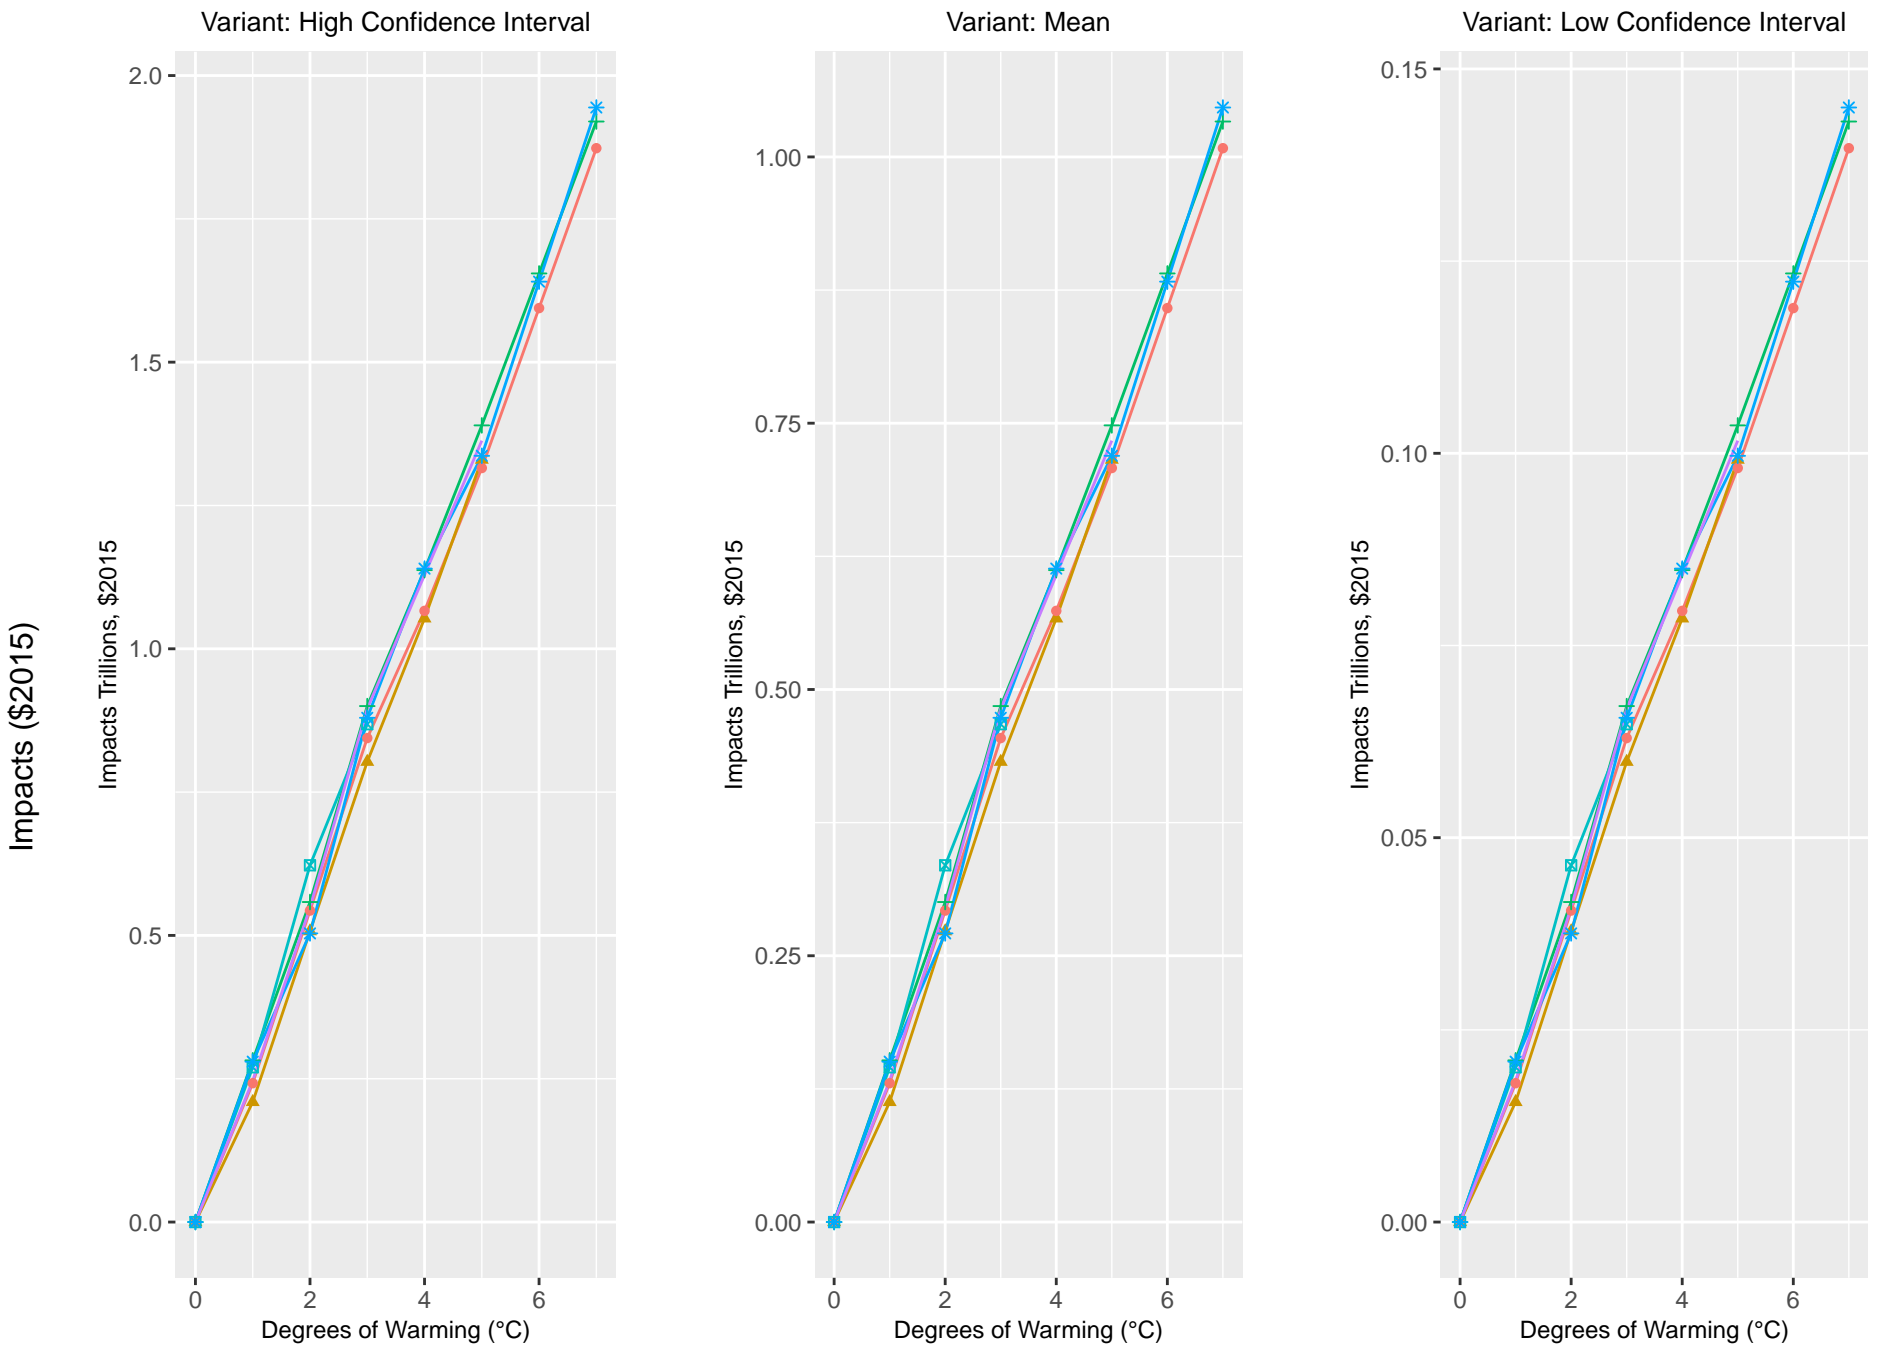 Variant: High Confidence Interval
Variant: Mean
Variant: Low Confidence Interval
Impacts ($2015)
Impacts Trillions, $2015
2.0
1.5
1.0
0.5
0.0
0 2 4 6
Degrees of Warming (°C)
Impacts Trillions, $2015
1.00
0.75
0.50
0.25
0.00
0 2 4 6
Degrees of Warming (°C)
Impacts Trillions, $2015
0.15
0.10
0.05
0.00
0 2 4 6
Degrees of Warming (°C)